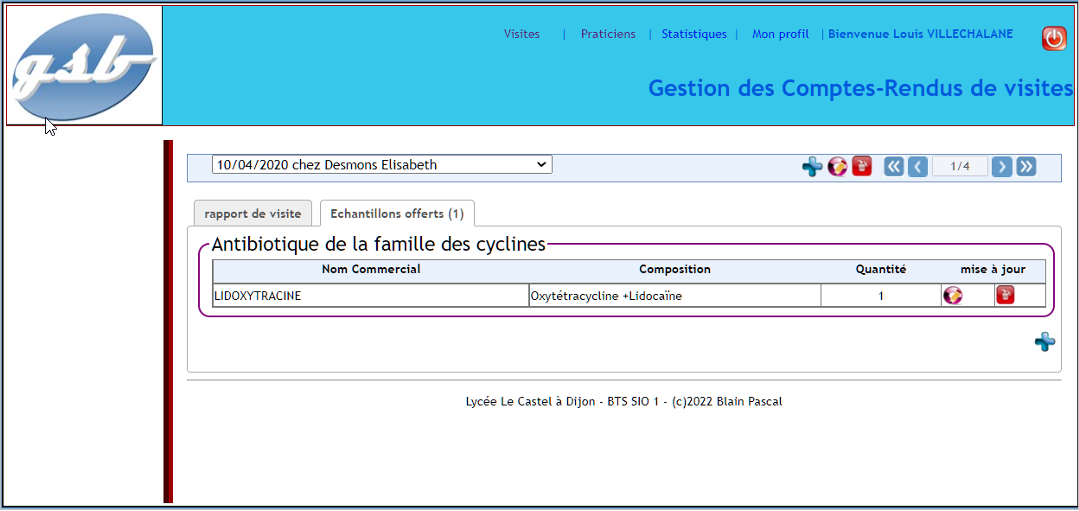 gsb
Visites | Praticiens | Statistiques | Mon profil | Bienvenue Louis VILLECHALANE
Gestion des Comptes-Rendus de visites
10/04/2020 chez Desmons Elisabeth
1/4
rapport de visite
Echantillons offerts (1)
Antibiotique de la famille des cyclines
Nom Commercial Composition Quantité mise à jour
LIDOXYTRACINE Oxytétracycline +Lidocaïne 1
Lycée Le Castel à Dijon - BTS SIO 1 - (c)2022 Blain Pascal